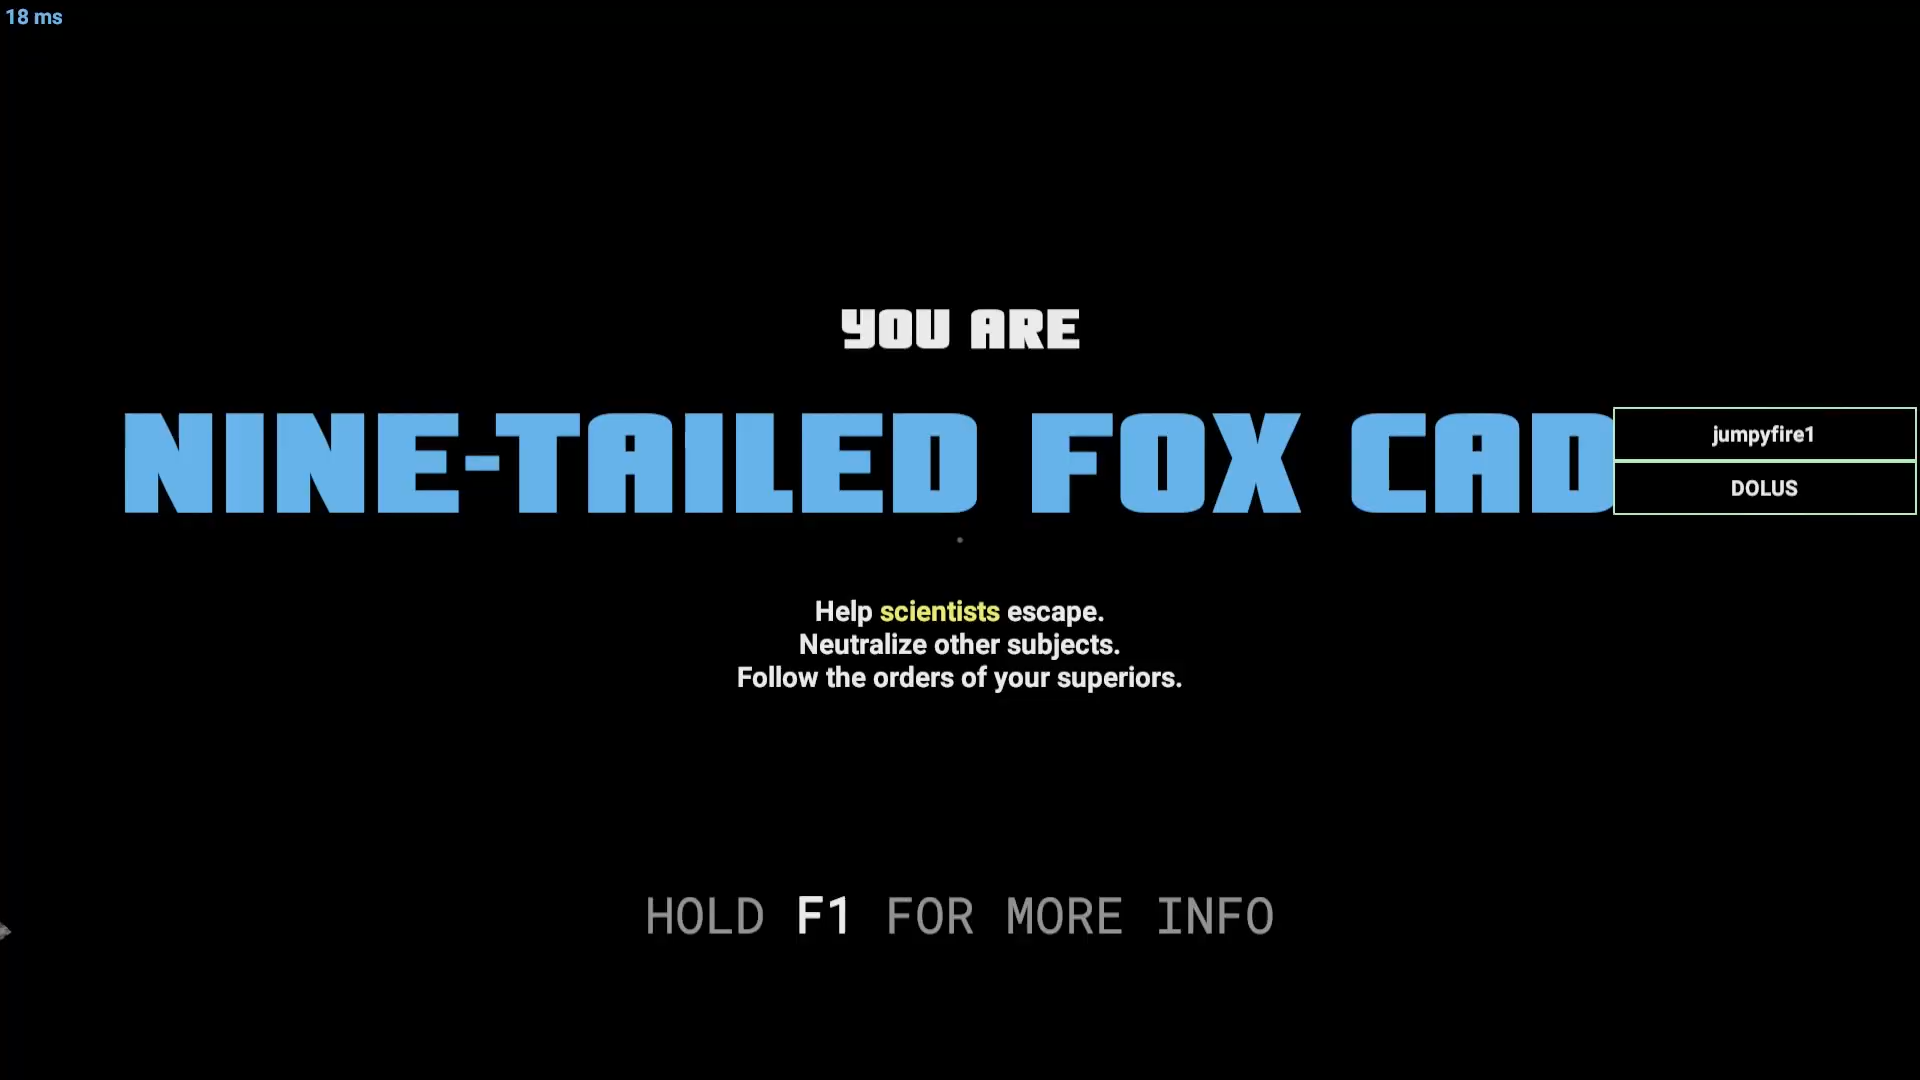 18 ms
YOU ARE
NINE-TAILED FOX CAD
jumpyfire1
DOLUS
Help scientists escape.
Neutralize other subjects.
Follow the orders of your superiors.
HOLD F1 FOR MORE INFO